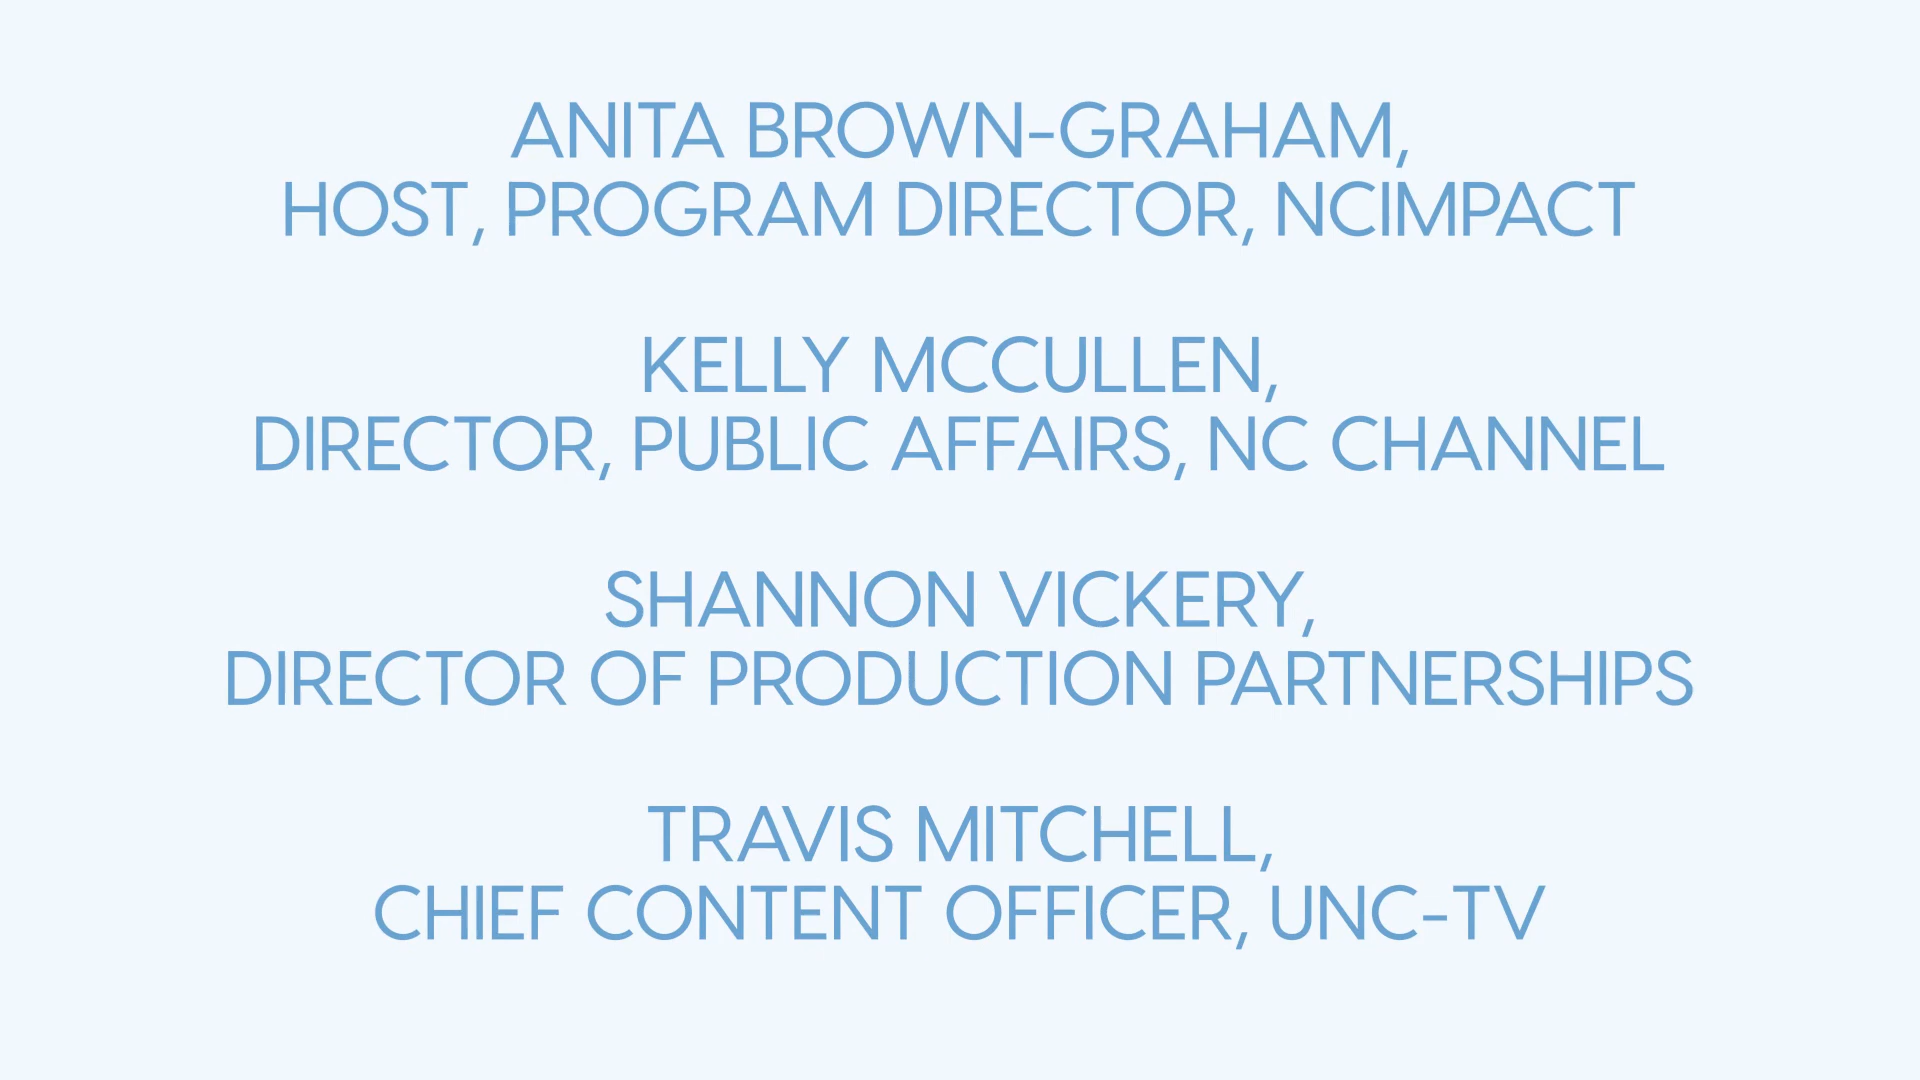 ANITA BROWN-GRAHAM,
HOST, PROGRAM DIRECTOR, NCIMPACT
KELLY MCCULLEN,
DIRECTOR, PUBLIC AFFAIRS, NC CHANNEL
SHANNON VICKERY,
DIRECTOR OF PRODUCTION PARTNERSHIPS
TRAVIS MITCHELL,
CHIEF CONTENT OFFICER, UNC-TV